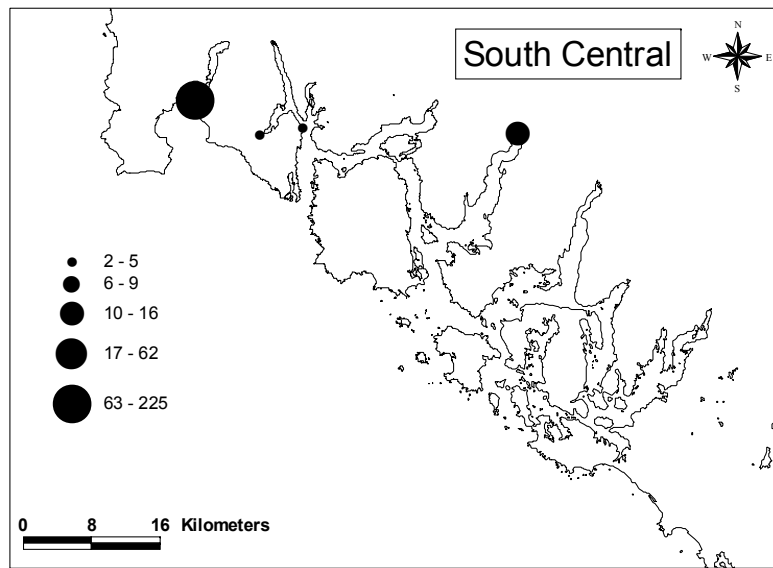 South Central
N
W E
S
2 - 5
6 - 9
10 - 16
17 - 62
63 - 225
0 8 16 Kilometers